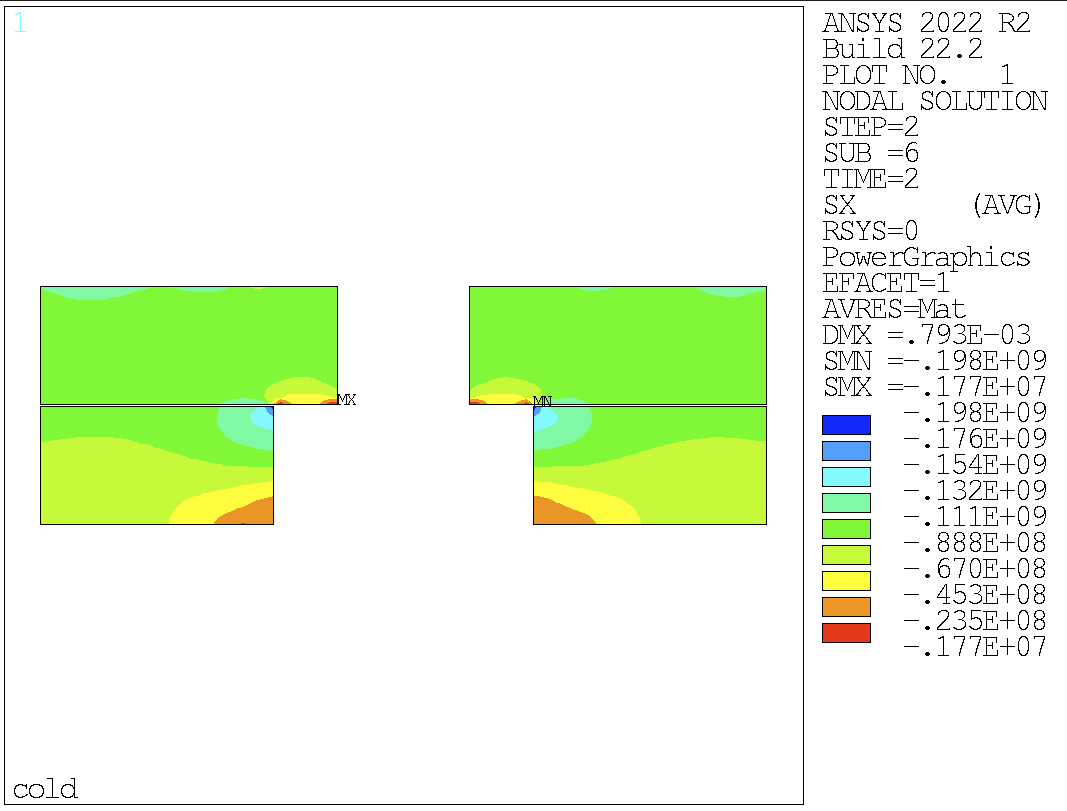 1
ANSYS 2022 R2
Build 22.2
PLOT NO. 1
NODAL SOLUTION
STEP=2
SUB =6
TIME=2
SX (AVG)
RSYS=0
PowerGraphics
EFACET=1
AVRES=Mat
DMX =.793E-03
SMN =-.198E+09
SMX =-.177E+07
MX
MN
-.198E+09
-.176E+09
-.154E+09
-.132E+09
-.111E+09
-.888E+08
-.670E+08
-.453E+08
-.235E+08
-.177E+07
cold